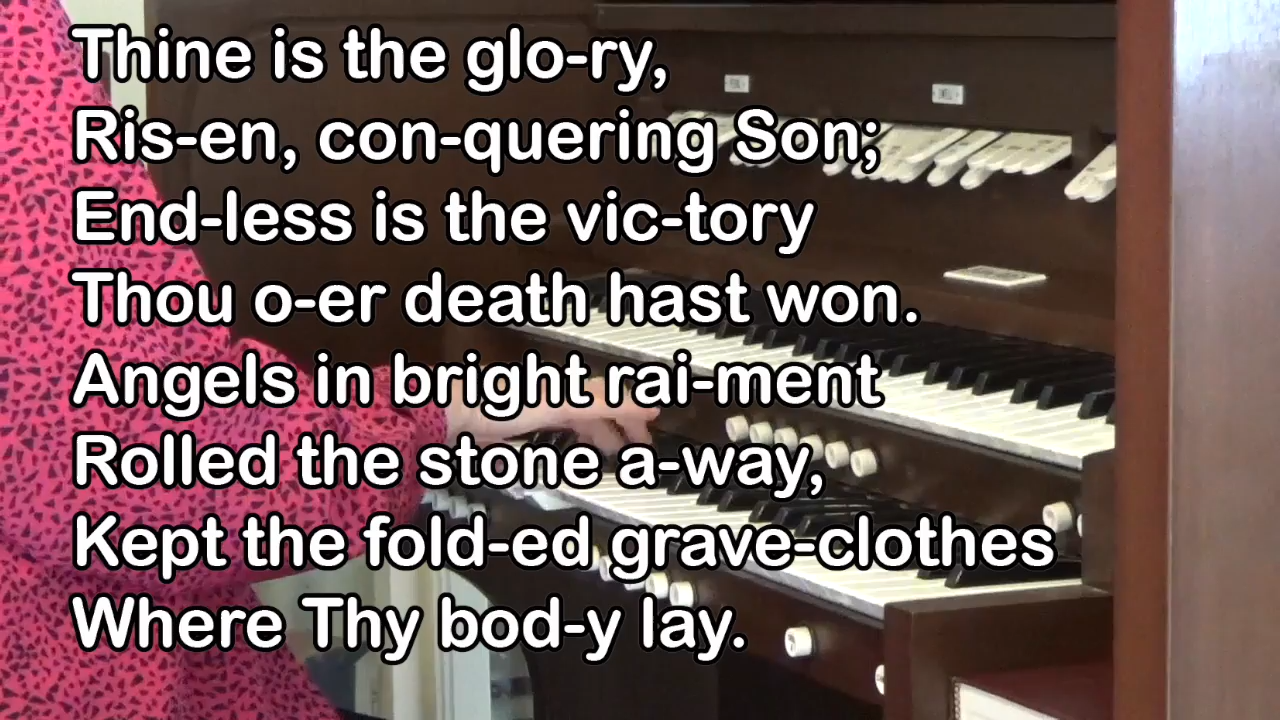 Thine is the glo-ry,
Ris-en, con-quering Son;
End-less is the vic-tory
Thou o-er death hast won.
Angels in bright rai-ment
Rolled the stone a-way,
Kept the fold-ed grave-clothes
Where Thy bod-y lay.